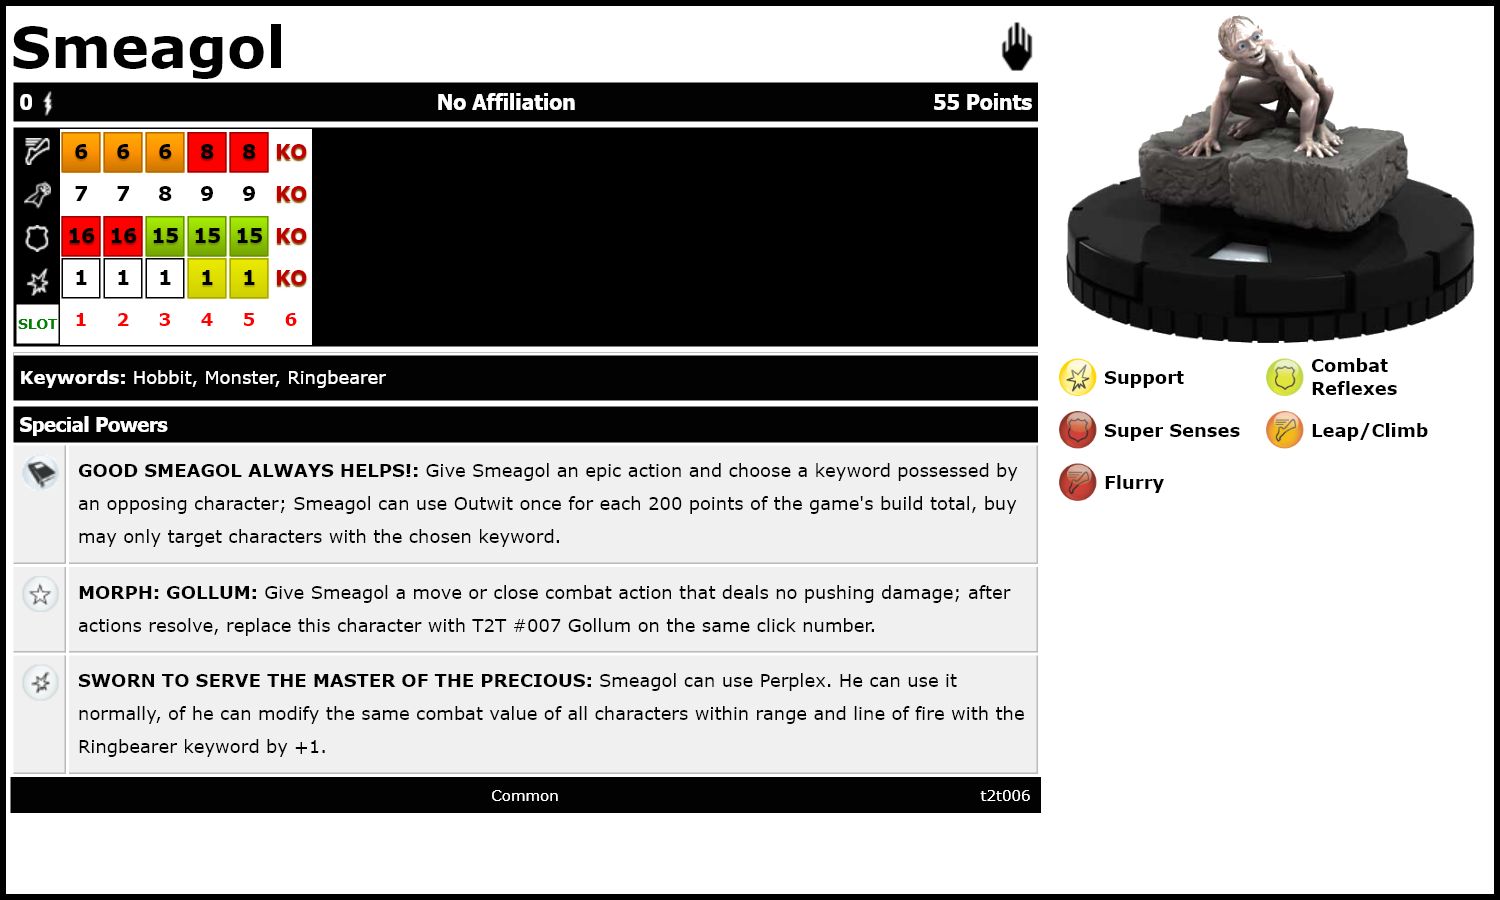 Smeagol
0 No Affiliation 55 Points
6 6 6 8 8 KO
7 7 8 9 9 KO
16 16 15 15 15 KO
1 1 1 1 1 KO
SLOT 1 2 3 4 5 6
Keywords: Hobbit, Monster, Ringbearer
Special Powers
GOOD SMEAGOL ALWAYS HELPS!: Give Smeagol an epic action and choose a keyword possessed by
an opposing character; Smeagol can use Outwit once for each 200 points of the game's build total, buy
may only target characters with the chosen keyword.
MORPH: GOLLUM: Give Smeagol a move or close combat action that deals no pushing damage; after
actions resolve, replace this character with T2T #007 Gollum on the same click number.
SWORN TO SERVE THE MASTER OF THE PRECIOUS: Smeagol can use Perplex. He can use it
normally, of he can modify the same combat value of all characters within range and line of fire with the
Ringbearer keyword by +1.
Common t2t006
Support
Combat
Reflexes
Super Senses
Leap/Climb
Flurry